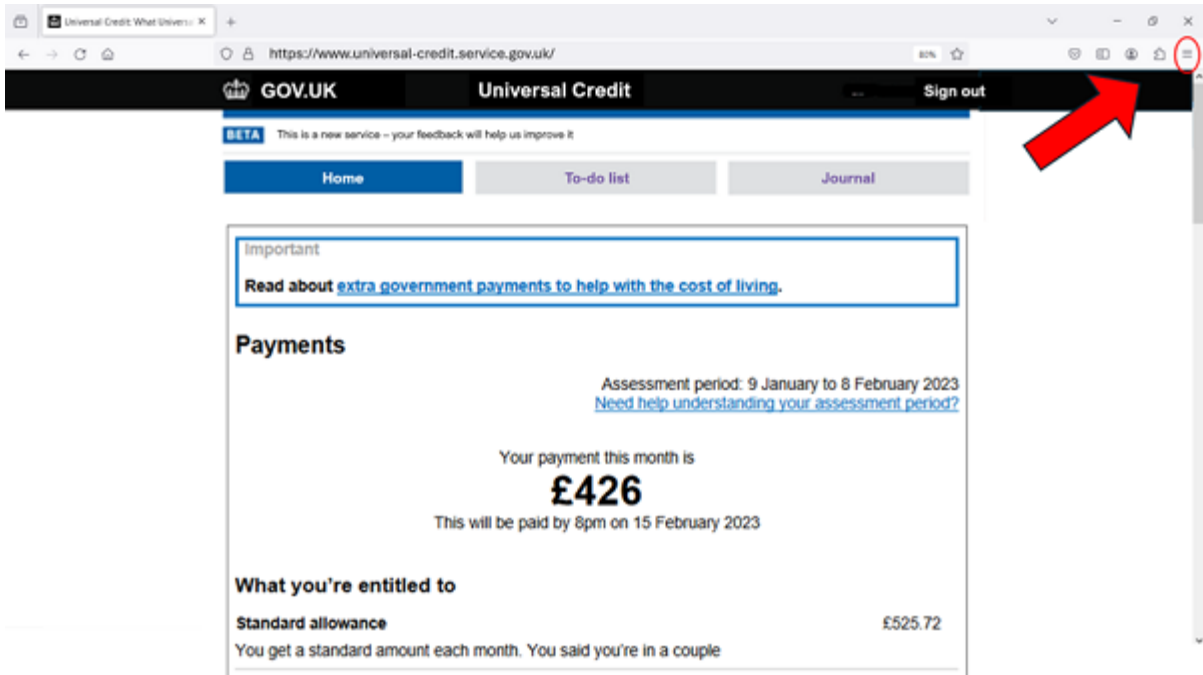 Universal Credit: What Univers
https://www.universal-credit.service.gov.uk/
80%
GOV.UK Universal Credit Sign out
BETA This is a new service – your feedback will help us improve it
Home To-do list Journal
Important
Read about extra government payments to help with the cost of living.
Payments
Assessment period: 9 January to 8 February 2023
Need help understanding your assessment period?
Your payment this month is
£426
This will be paid by 8pm on 15 February 2023
What you're entitled to
Standard allowance £525.72
You get a standard amount each month. You said you're in a couple